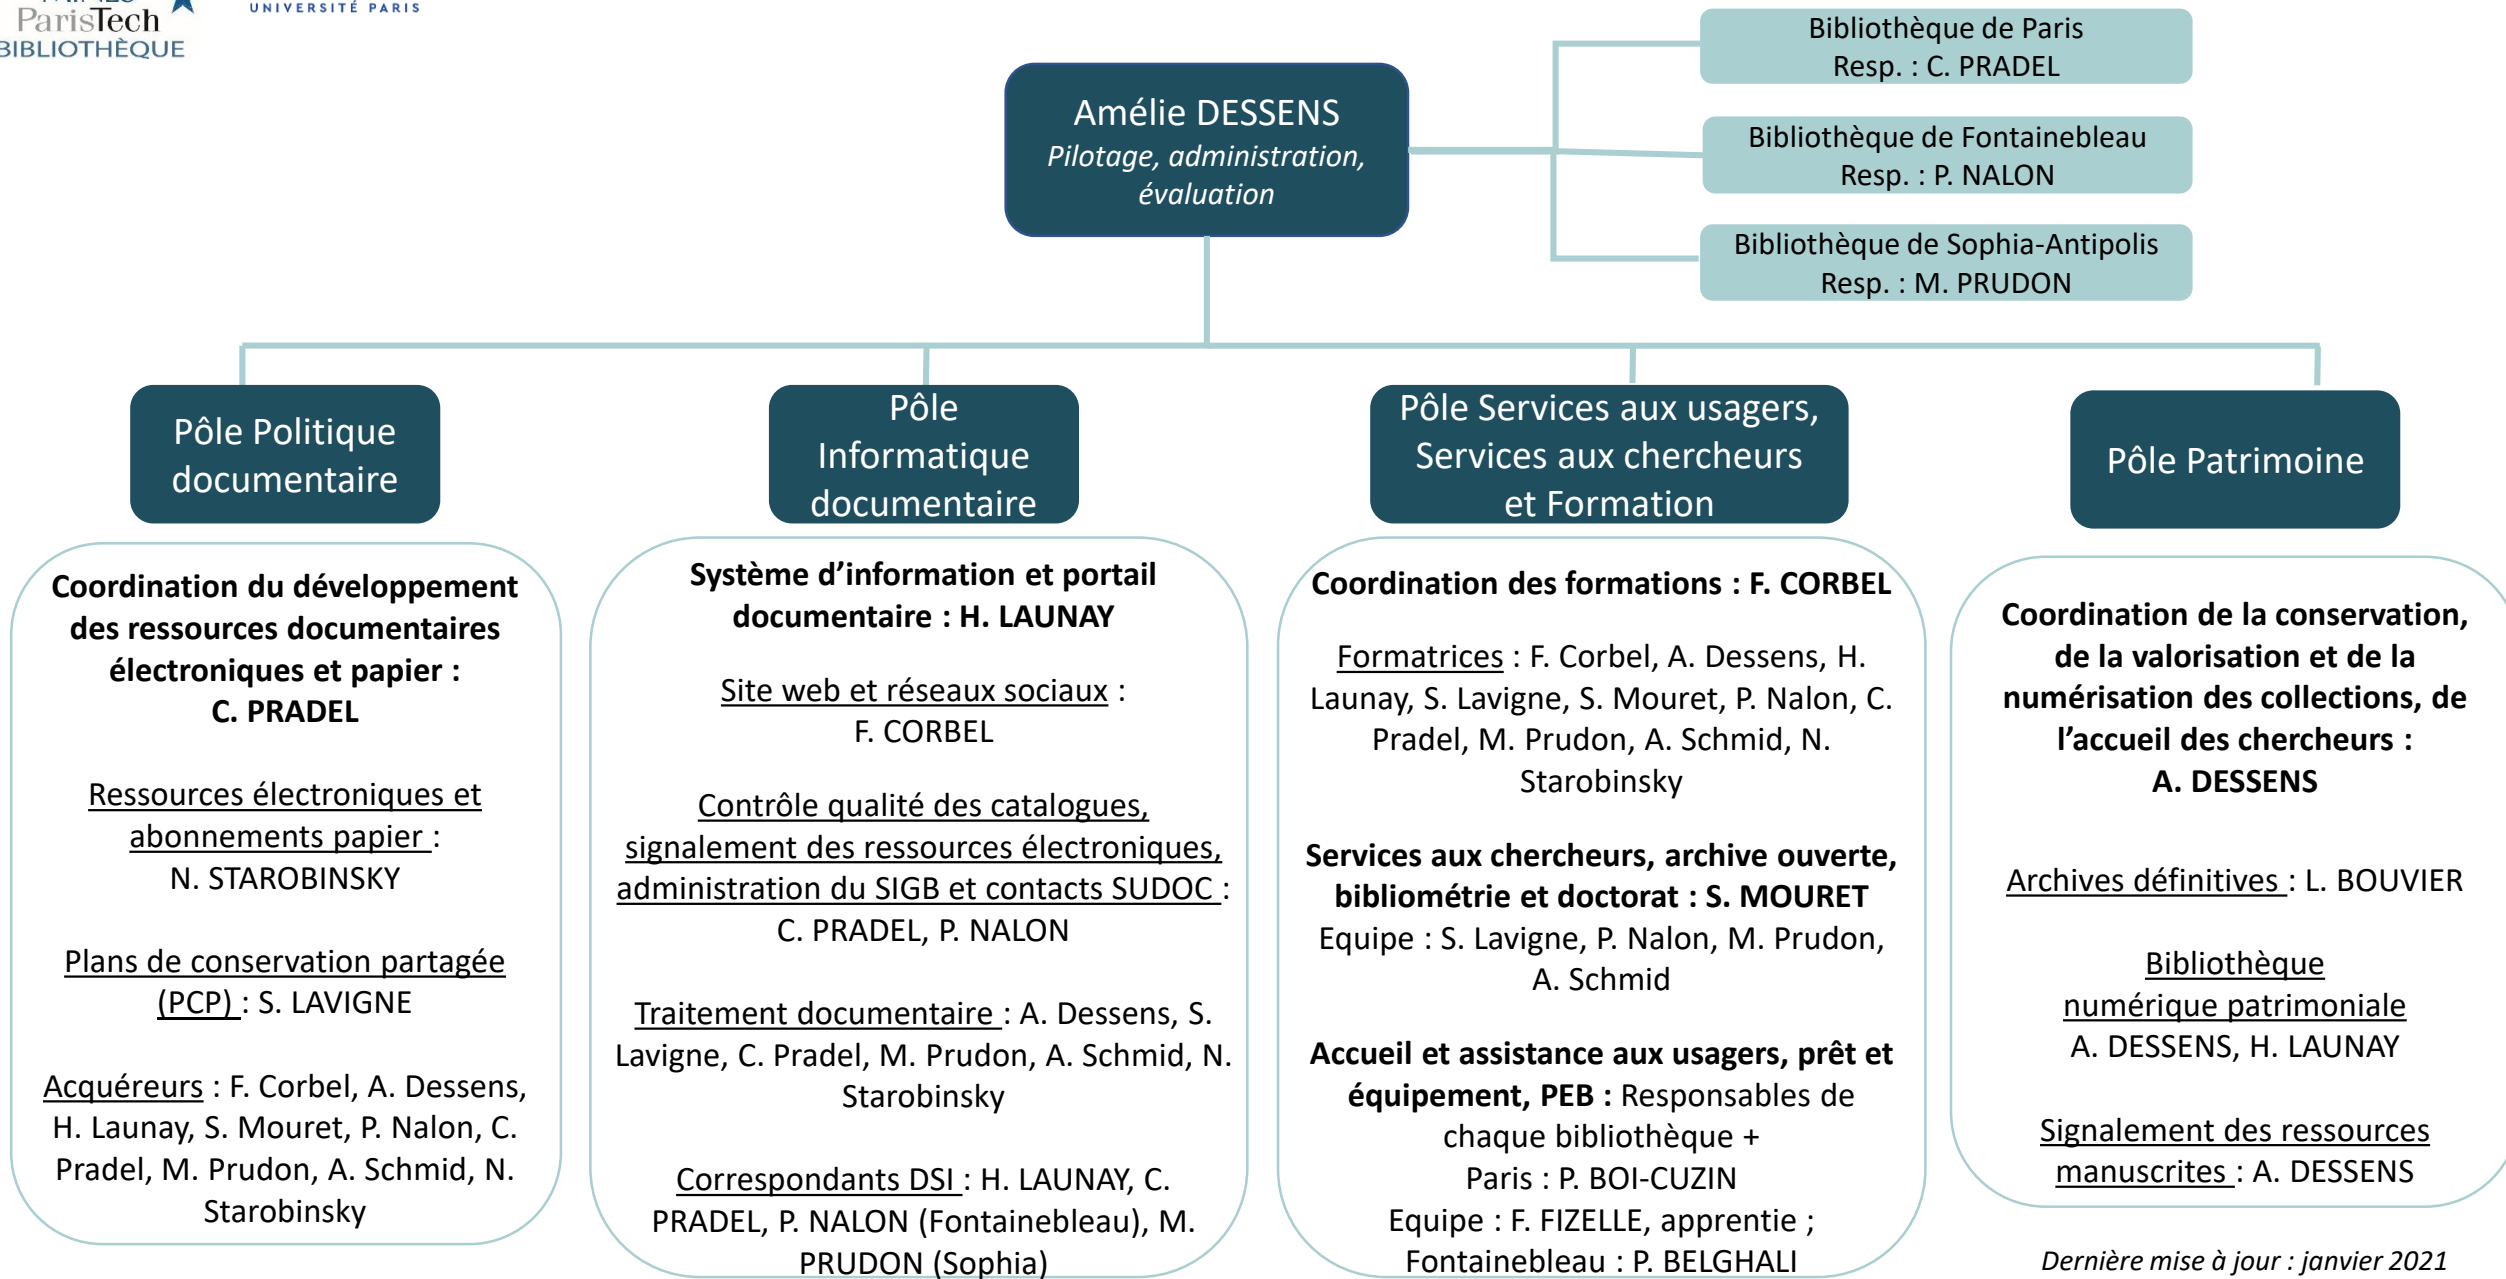 ParisTech
BIBLIOTHÈQUE
UNIVERSITÉ PARIS
Bibliothèque de Paris
Resp. : C. PRADEL
Amélie DESSENS
Pilotage, administration,
évaluation
Bibliothèque de Fontainebleau
Resp. : P. NALON
Bibliothèque de Sophia-Antipolis
Resp. : M. PRUDON
Pôle Politique
documentaire
Coordination du développement
des ressources documentaires
électroniques et papier :
C. PRADEL
Ressources électroniques et
abonnements papier :
N. STAROBINSKY
Plans de conservation partagée
(PCP) : S. LAVIGNE
Acquéreurs : F. Corbel, A. Dessens,
H. Launay, S. Mouret, P. Nalon, C.
Pradel, M. Prudon, A. Schmid, N.
Starobinsky
Pôle
Informatique
documentaire
Système d’information et portail
documentaire : H. LAUNAY
Site web et réseaux sociaux :
F. CORBEL
Contrôle qualité des catalogues,
signalement des ressources électroniques,
administration du SIGB et contacts SUDOC :
C. PRADEL, P. NALON
Traitement documentaire : A. Dessens, S.
Lavigne, C. Pradel, M. Prudon, A. Schmid, N.
Starobinsky
Correspondants DSI : H. LAUNAY, C.
PRADEL, P. NALON (Fontainebleau), M.
PRUDON (Sophia)
Pôle Services aux usagers,
Services aux chercheurs
et Formation
Coordination des formations : F. CORBEL
Formatrices : F. Corbel, A. Dessens, H.
Launay, S. Lavigne, S. Mouret, P. Nalon, C.
Pradel, M. Prudon, A. Schmid, N.
Starobinsky
Services aux chercheurs, archive ouverte,
bibliométrie et doctorat : S. MOURET
Equipe : S. Lavigne, P. Nalon, M. Prudon,
A. Schmid
Accueil et assistance aux usagers, prêt et
équipement, PEB : Responsables de
chaque bibliothèque +
Paris : P. BOI-CUZIN
Equipe : F. FIZELLE, apprentie ;
Fontainebleau : P. BELGHALI
Pôle Patrimoine
Coordination de la conservation,
de la valorisation et de la
numérisation des collections, de
l’accueil des chercheurs :
A. DESSENS
Archives définitives : L. BOUVIER
Bibliothèque
numérique patrimoniale
A. DESSENS, H. LAUNAY
Signalement des ressources
manuscrites : A. DESSENS
Dernière mise à jour : janvier 2021